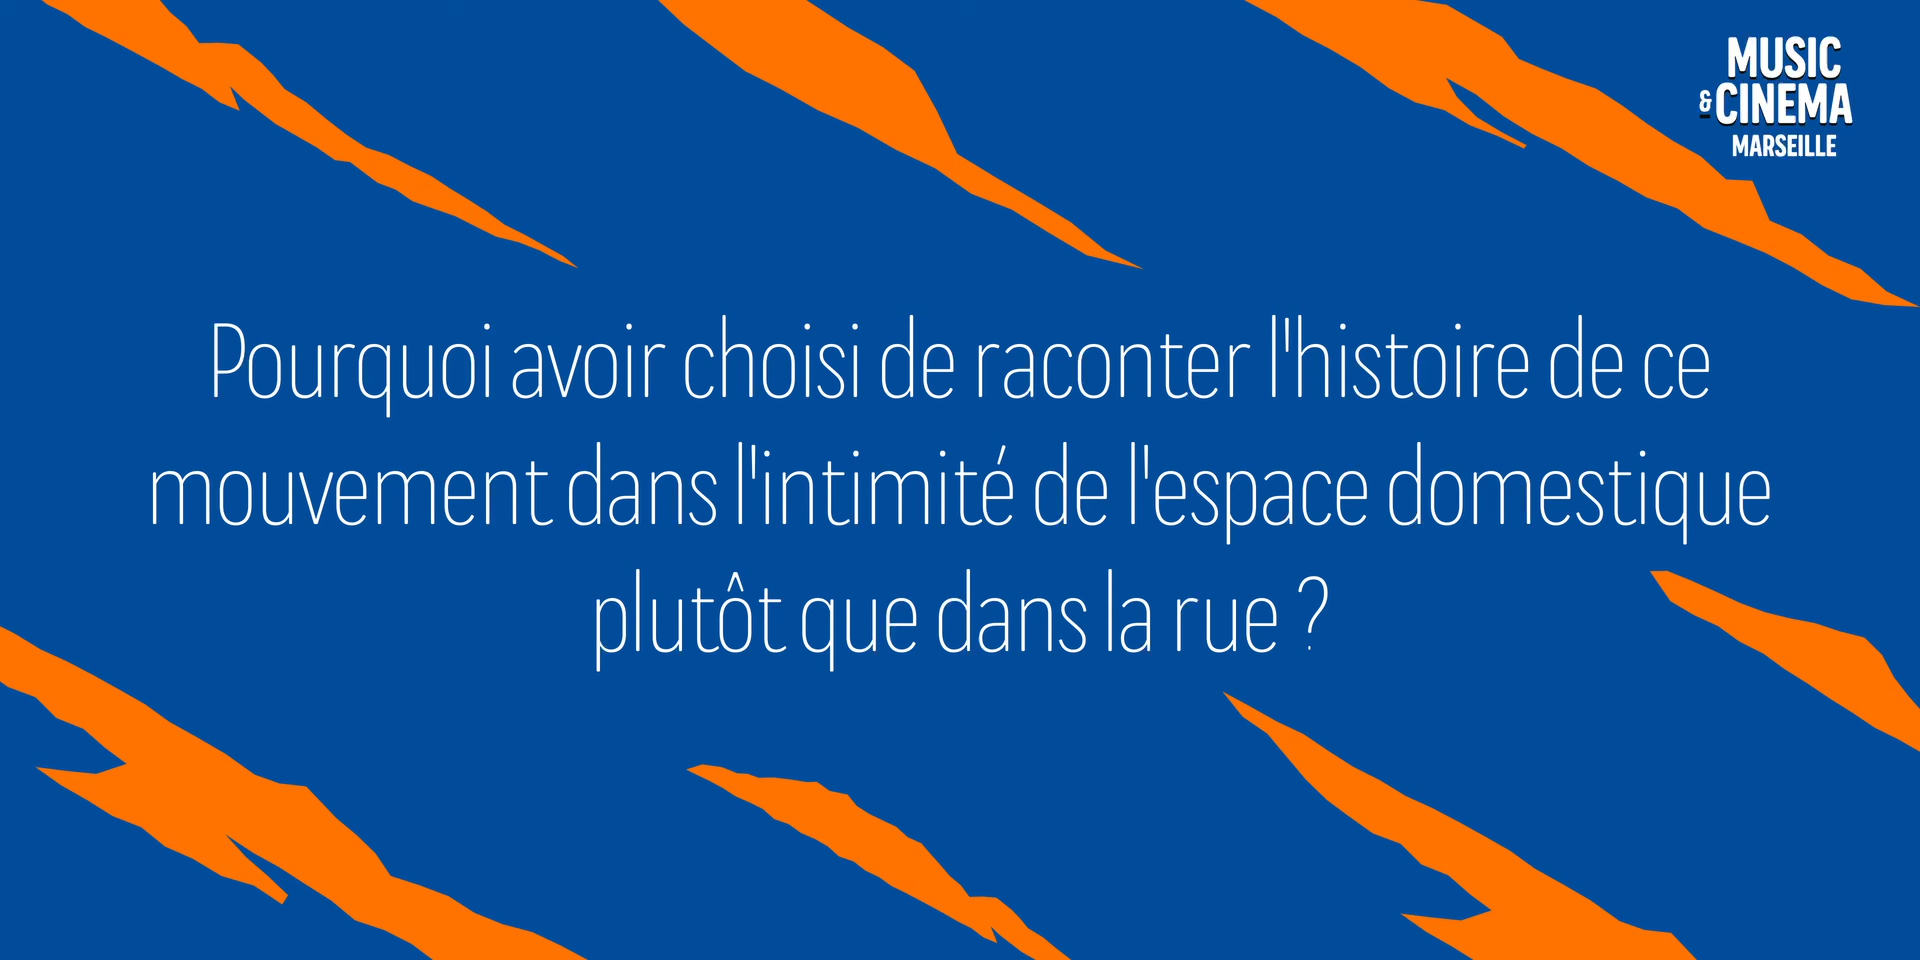 MUSIC
& CINEMA
MARSEILLE
Pourquoi avoir choisi de raconter l'histoire de ce
mouvement dans l'intimité de l'espace domestique
plutôt que dans la rue ?